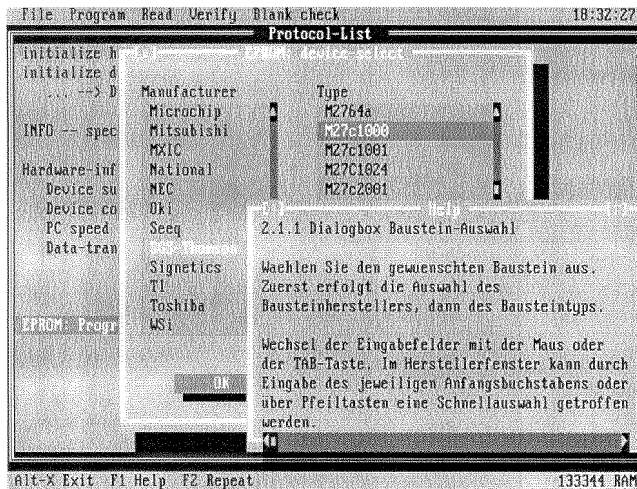 File Program Read Verify Blank check 18:32:27
Protocol-List
initialize h
initialize d
... --> D
INFO -- spec
Hardware-inf
Device su
Device co
PC speed
Data-tran
EPROM: Progr
EPROM device-select
Manufacturer Type
Microchip M2764a
Mitsubishi M27c1000
MXIC M27c1001
National M27C1024
NEC M27c2001
Oki
Seeq
SGS-Thomson
Signetics
TI
Toshiba
WSi
OK
Help
2.1.1 Dialogbox Baustein-Auswahl
Waehlen Sie den gewuenschten Baustein aus.
Zuerst erfolgt die Auswahl des
Bausteinherstellers, dann des Bausteintyps.
Wechsel der Eingabefelder mit der Maus oder
der TAB-Taste. Im Herstellerfenster kann durch
Eingabe des jeweiligen Anfangsbuchstabens oder
über Pfeiltasten eine Schnellauswahl getroffen
werden.
Alt-X Exit F1 Help F2 Repeat 133344 RAM